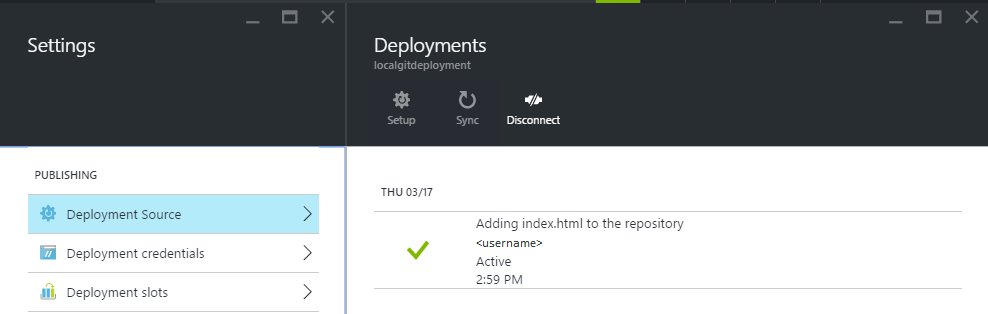 Settings
Deployments
localgitdeployment
Setup
Sync
Disconnect
PUBLISHING
Deployment Source
Deployment credentials
Deployment slots
THU 03/17
Adding index.html to the repository
<username>
Active
2:59 PM